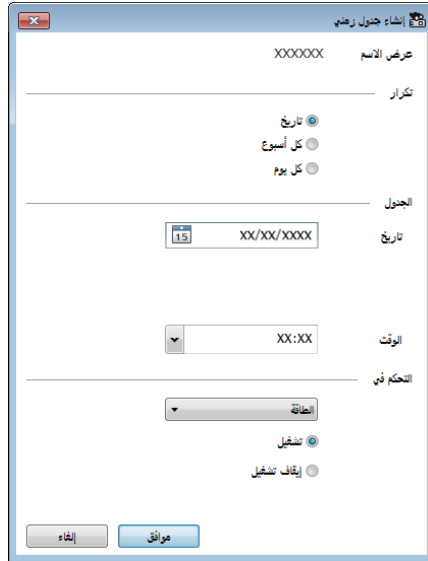 إنشاء جدول زمني
عرض الاسم XXXXXX
تكرار
تاريخ
كل أسبوع
كل يوم
الجدول
تاريخ XX/XX/XXXX 15
الوقت XX:XX
التحكم في
الطاقة
تشغيل
إيقاف تشغيل
موافق إلغاء